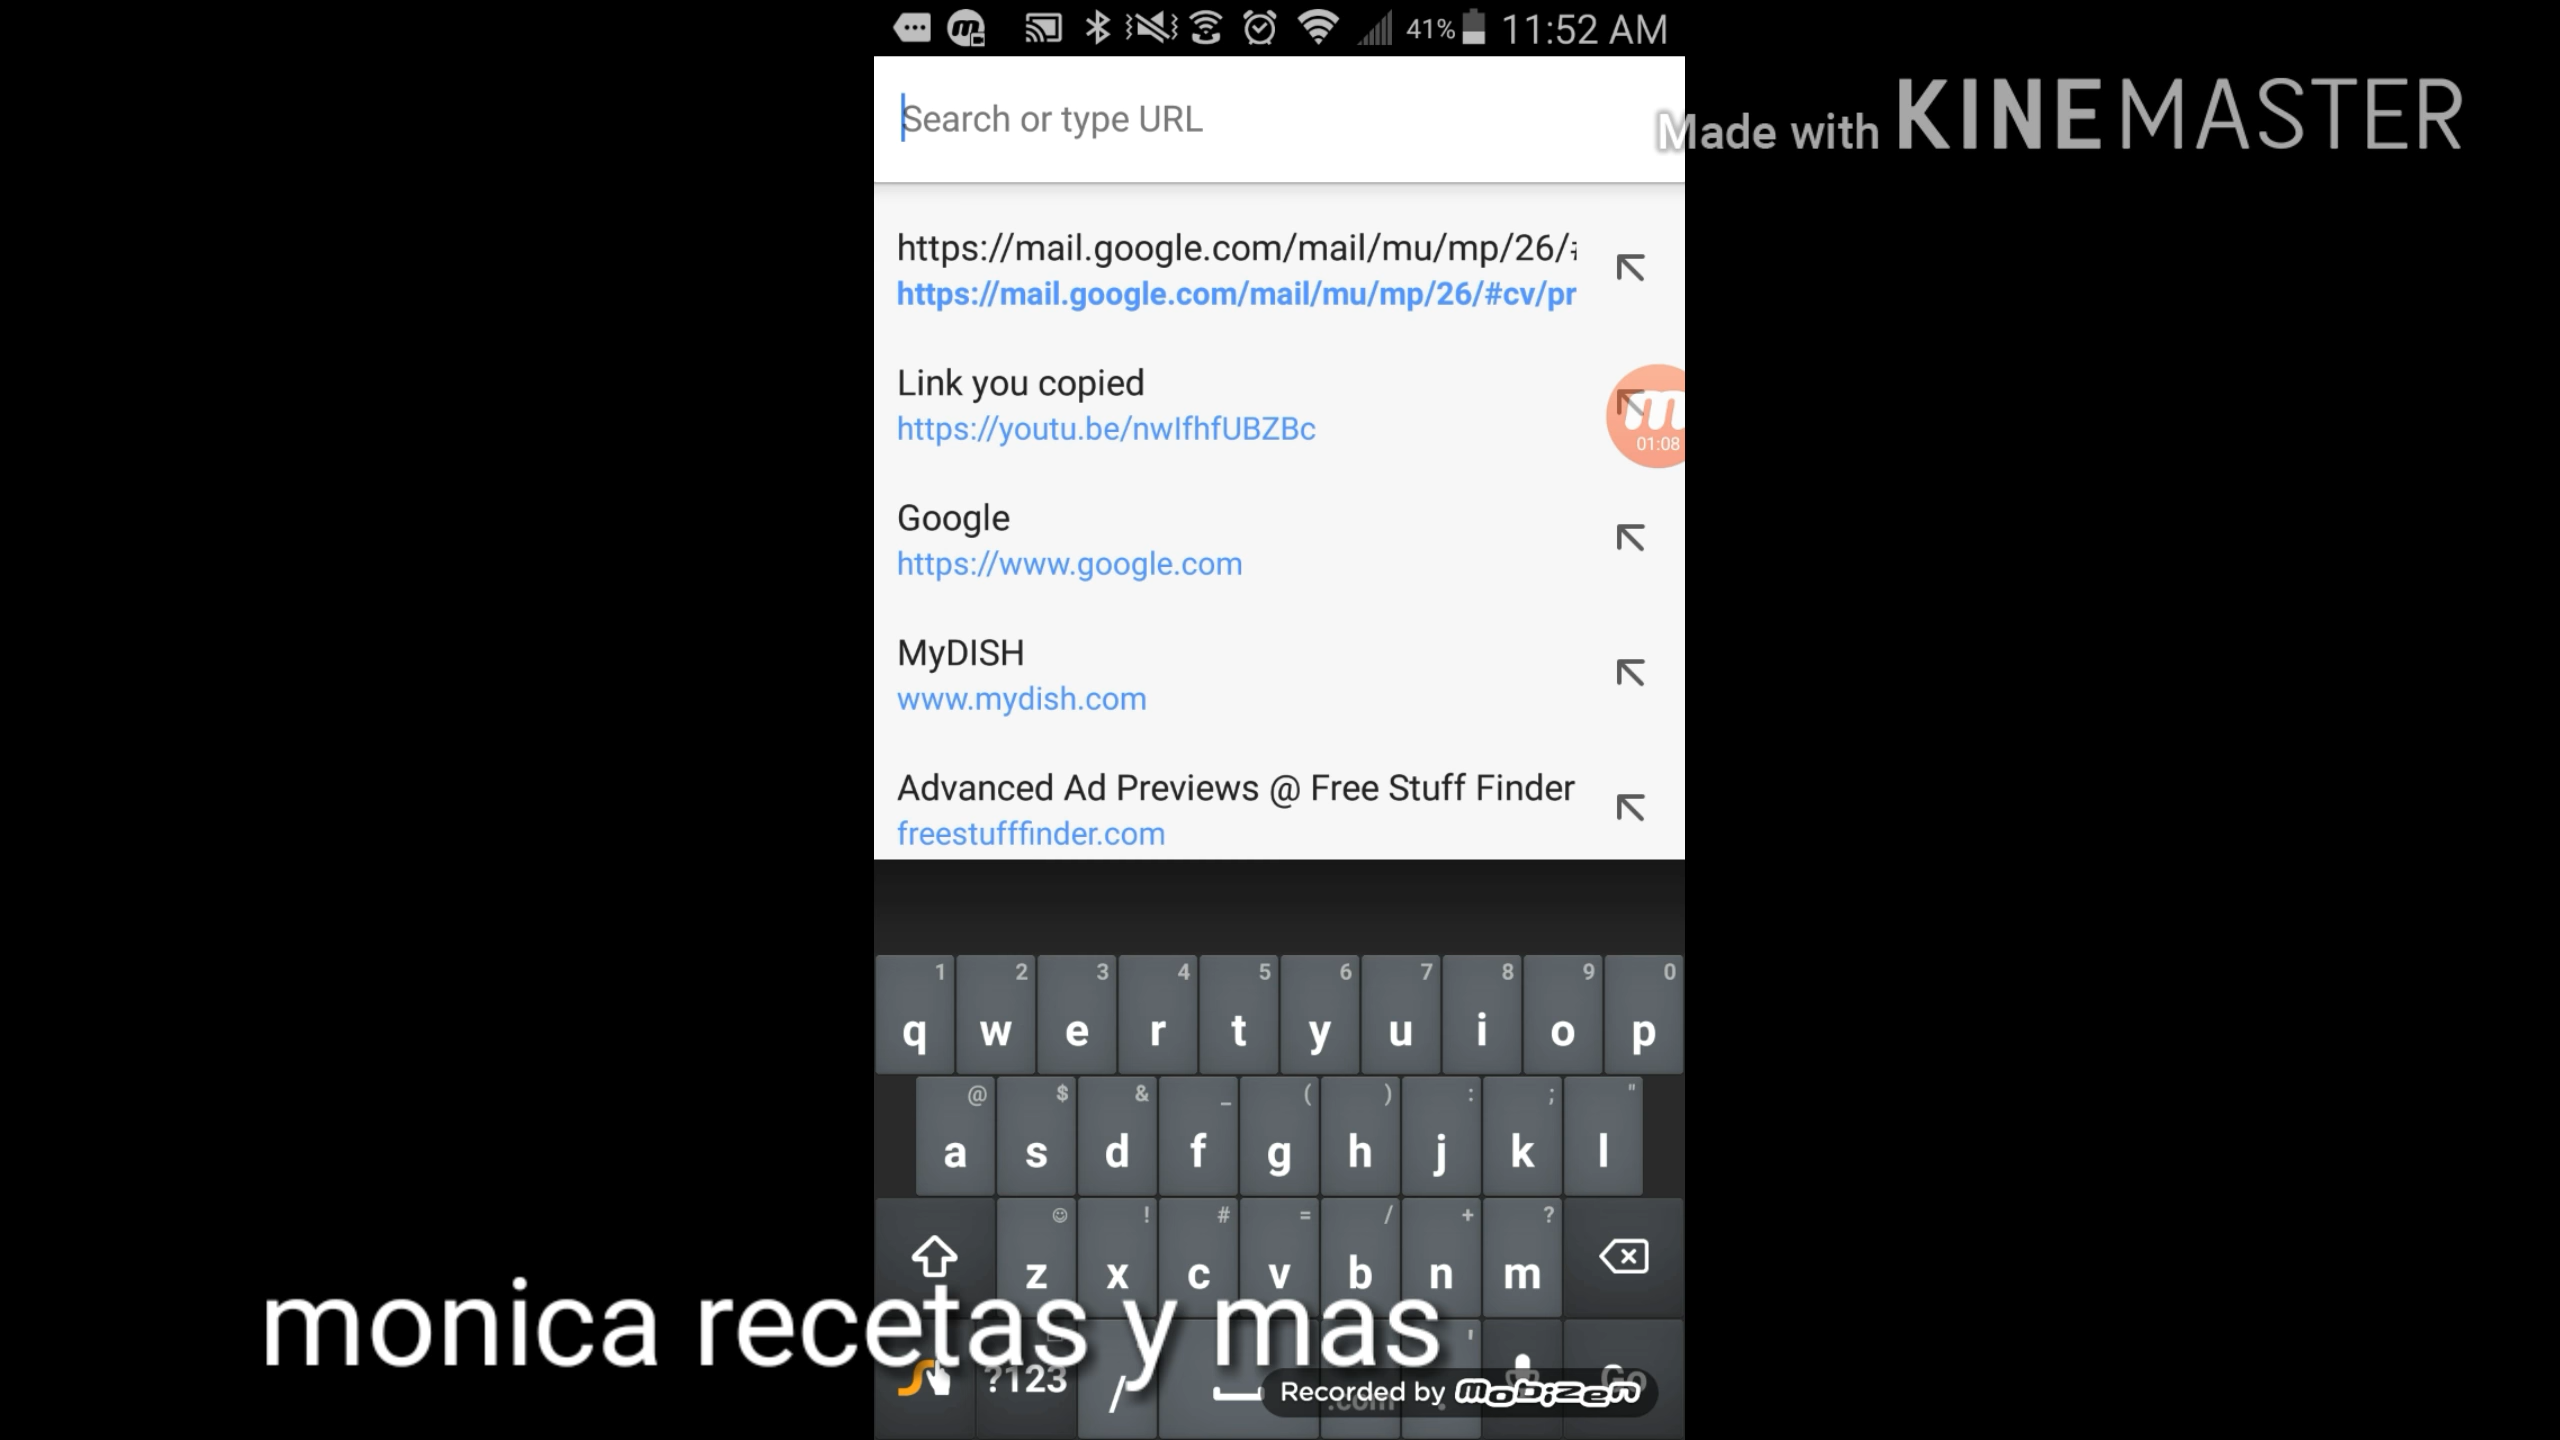 41% 11:52 AM
Search or type URL
Made with KINEMASTER
https://mail.google.com/mail/mu/mp/26/#
https://mail.google.com/mail/mu/mp/26/#cv/pr
Link you copied
https://youtu.be/nwIfhfUBZBc
m
01:08
Google
https://www.google.com
MyDISH
www.mydish.com
Advanced Ad Previews @ Free Stuff Finder
freestufffinder.com
1 2 3 4 5 6 7 8 9 0
q w e r t y u i o p
@ $ & _ ( ) : ; "
a s d f g h j k l
! # = / + ?
z x c v b n m
monica recetas y mas
?123 / .com ' Go
Recorded by mobizen